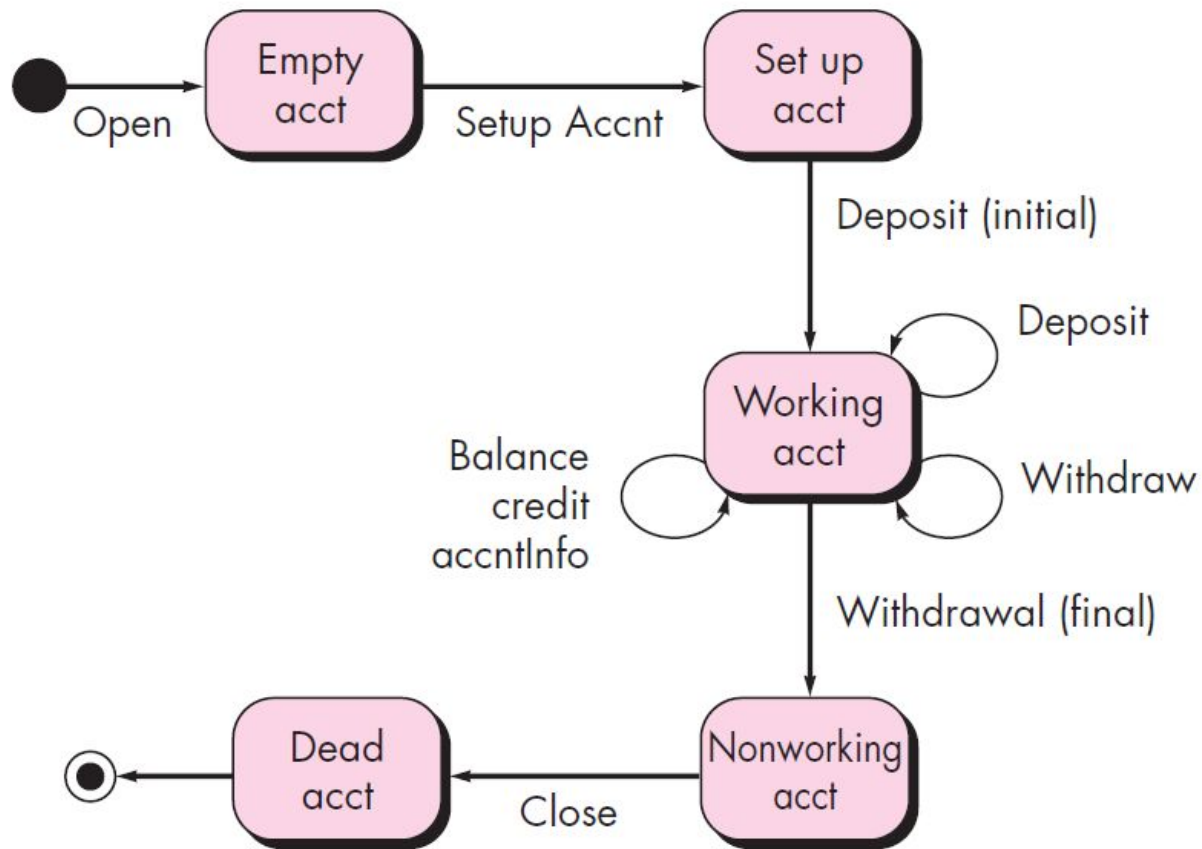 Empty
acct
Open
Setup Accnt
Set up
acct
Deposit (initial)
Deposit
Working
acct
Balance
credit
accntInfo
Withdraw
Withdrawal (final)
Nonworking
acct
Close
Dead
acct